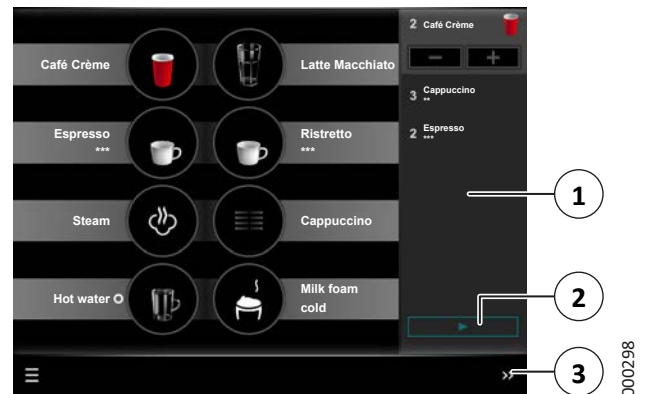 Café Crème
Latte Macchiato
Espresso
***
Ristretto
***
Steam
Cappuccino
Hot water
Milk foam
cold
2 Café Crème
− +
3 Cappuccino
**
2 Espresso
***
1
2
3
000298